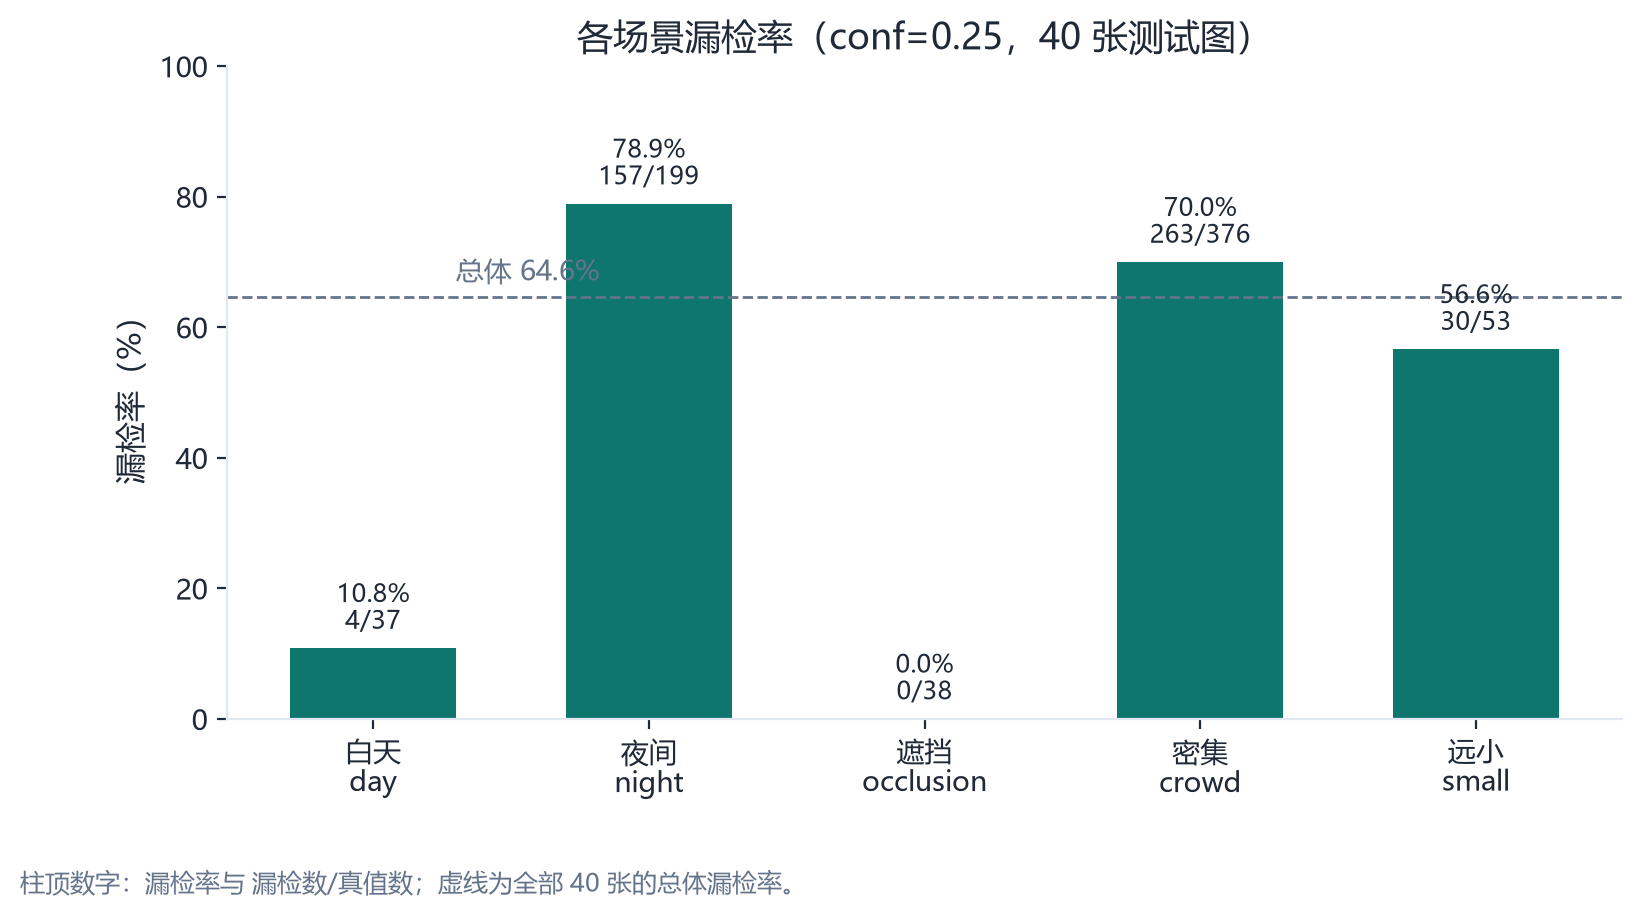 各场景漏检率（conf=0.25，40 张测试图）
漏检率（%）
100
80
60
40
20
0
总体 64.6%
10.8%
4/37
78.9%
157/199
0.0%
0/38
70.0%
263/376
56.6%
30/53
白天
day
夜间
night
遮挡
occlusion
密集
crowd
远小
small
柱顶数字：漏检率与 漏检数/真值数；虚线为全部 40 张的总体漏检率。